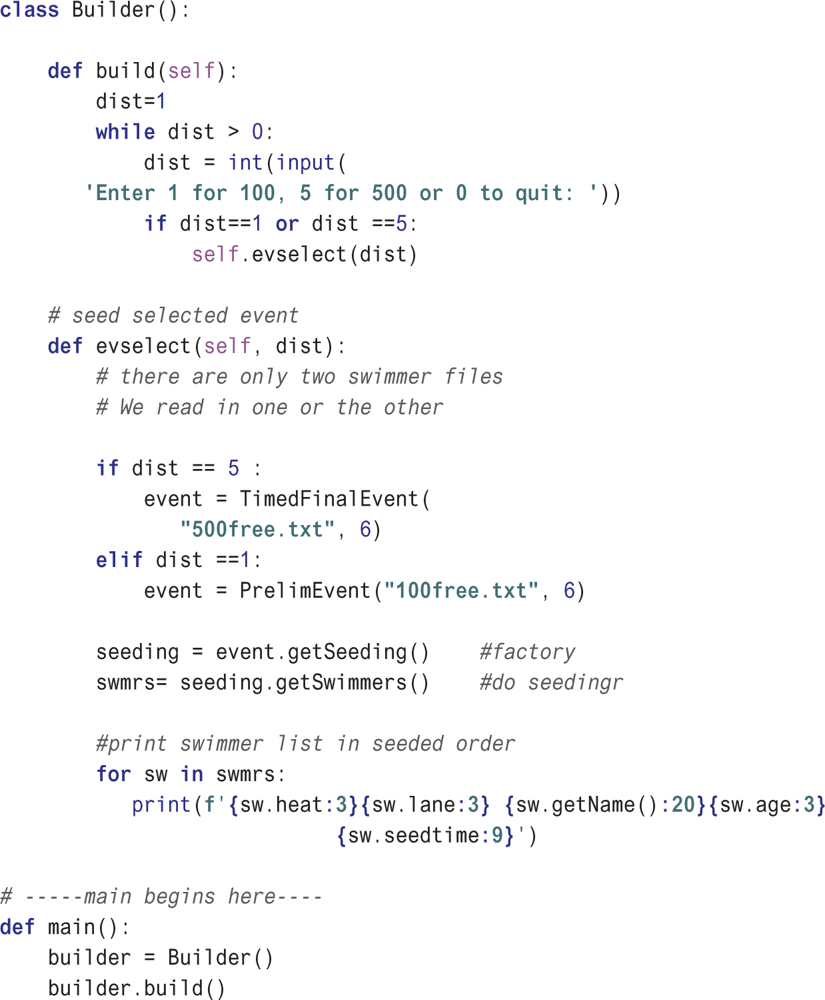 class Builder():
    def build(self):
        dist=1
        while dist > 0:
            dist = int(input(
       'Enter 1 for 100, 5 for 500 or 0 to quit: '))
            if dist==1 or dist ==5:
                self.evselect(dist)
    # seed selected event
    def evselect(self, dist):
        # there are only two swimmer files
        # We read in one or the other
        if dist == 5 :
            event = TimedFinalEvent(
               "500free.txt", 6)
        elif dist ==1:
            event = PrelimEvent("100free.txt", 6)
        seeding = event.getSeeding()    #factory
        swmrs= seeding.getSwimmers()    #do seedingr
        #print swimmer list in seeded order
        for sw in swmrs:
           print(f'{sw.heat:3}{sw.lane:3} {sw.getName():20}{sw.age:3}
                            {sw.seedtime:9}')
# -----main begins here----
def main():
    builder = Builder()
    builder.build()